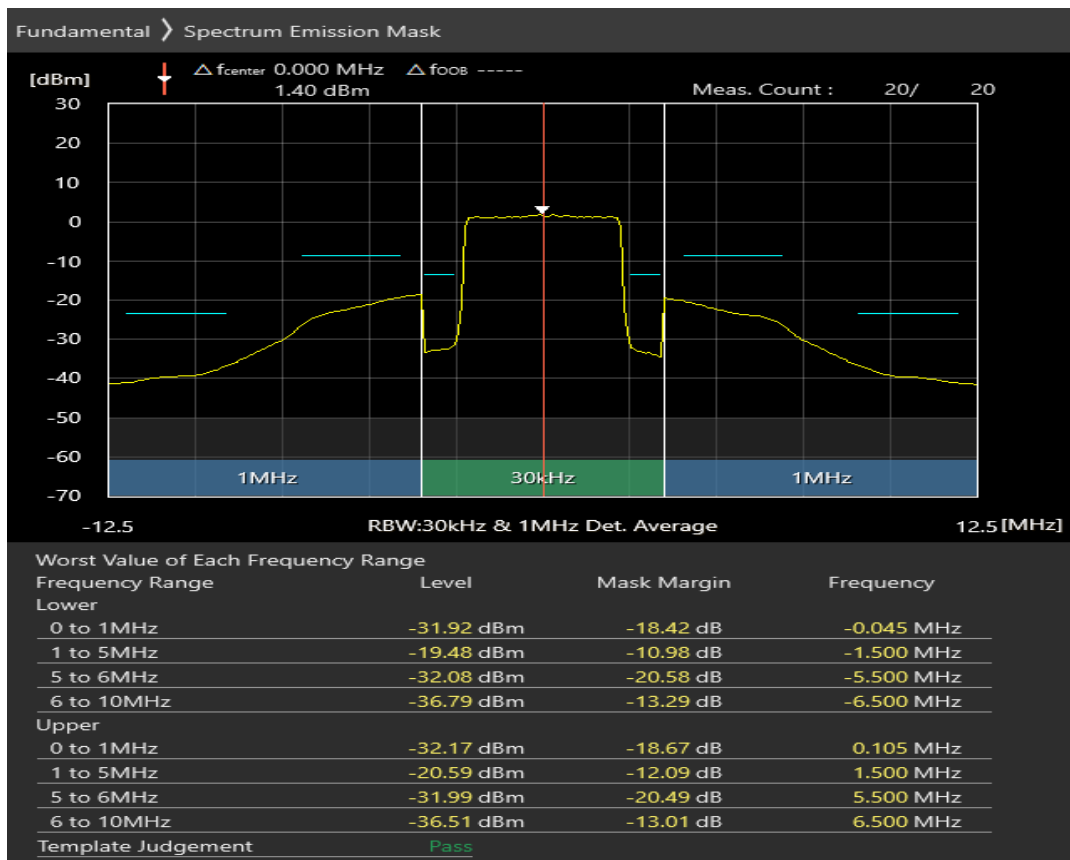 Fundamental ❯ Spectrum Emission Mask
[dBm] △ fcenter 0.000 MHz △ fOOB -----
1.40 dBm Meas. Count : 20/ 20
30
20
10
0
-10
-20
-30
-40
-50
-60
1MHz 30kHz 1MHz
-70
-12.5 RBW:30kHz & 1MHz Det. Average 12.5 [MHz]
Worst Value of Each Frequency Range
Frequency Range Level Mask Margin Frequency
Lower
0 to 1MHz -31.92 dBm -18.42 dB -0.045 MHz
1 to 5MHz -19.48 dBm -10.98 dB -1.500 MHz
5 to 6MHz -32.08 dBm -20.58 dB -5.500 MHz
6 to 10MHz -36.79 dBm -13.29 dB -6.500 MHz
Upper
0 to 1MHz -32.17 dBm -18.67 dB 0.105 MHz
1 to 5MHz -20.59 dBm -12.09 dB 1.500 MHz
5 to 6MHz -31.99 dBm -20.49 dB 5.500 MHz
6 to 10MHz -36.51 dBm -13.01 dB 6.500 MHz
Template Judgement Pass